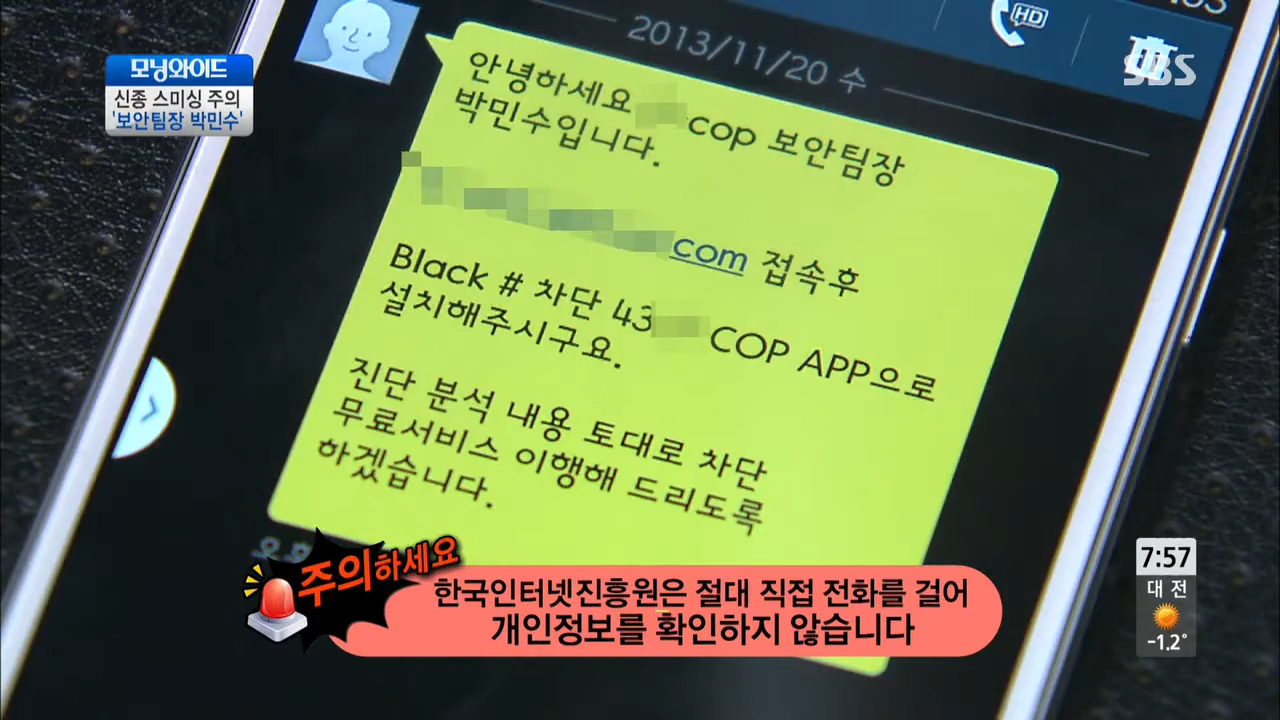 모닝와이드
신종 스미싱 주의
'보안팀장 박민수'
HD
SBS
2013/11/20 수
안녕하세요 cop 보안팀장
박민수입니다.
com 접속후
Black # 차단 43 COP APP으로
설치해주시구요.
진단 분석 내용 토대로 차단
무료서비스 이행해 드리도록
하겠습니다.
주의하세요
한국인터넷진흥원은 절대 직접 전화를 걸어
개인정보를 확인하지 않습니다
7:57
대전
-1.2°